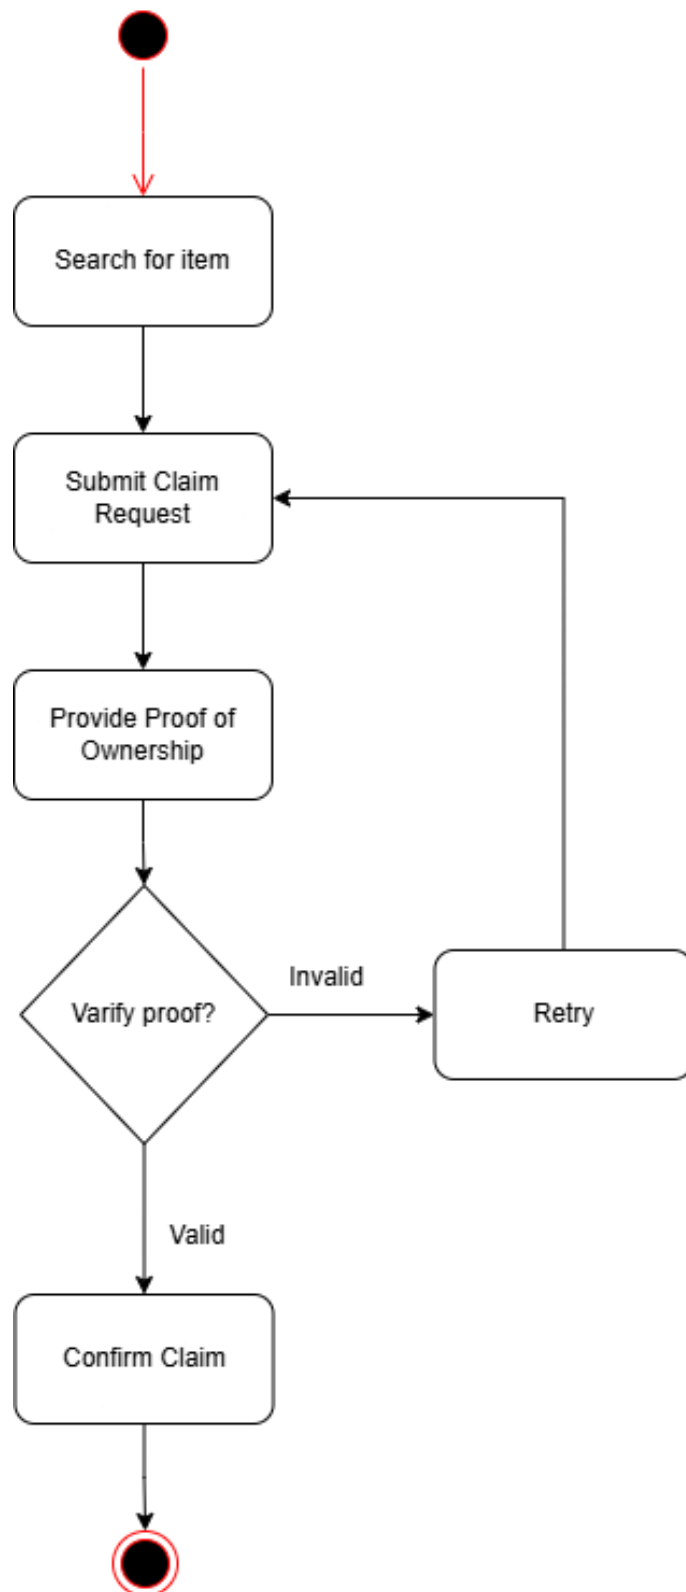 Search for item
Submit Claim
Request
Provide Proof of
Ownership
Varify proof?
Invalid
Retry
Valid
Confirm Claim